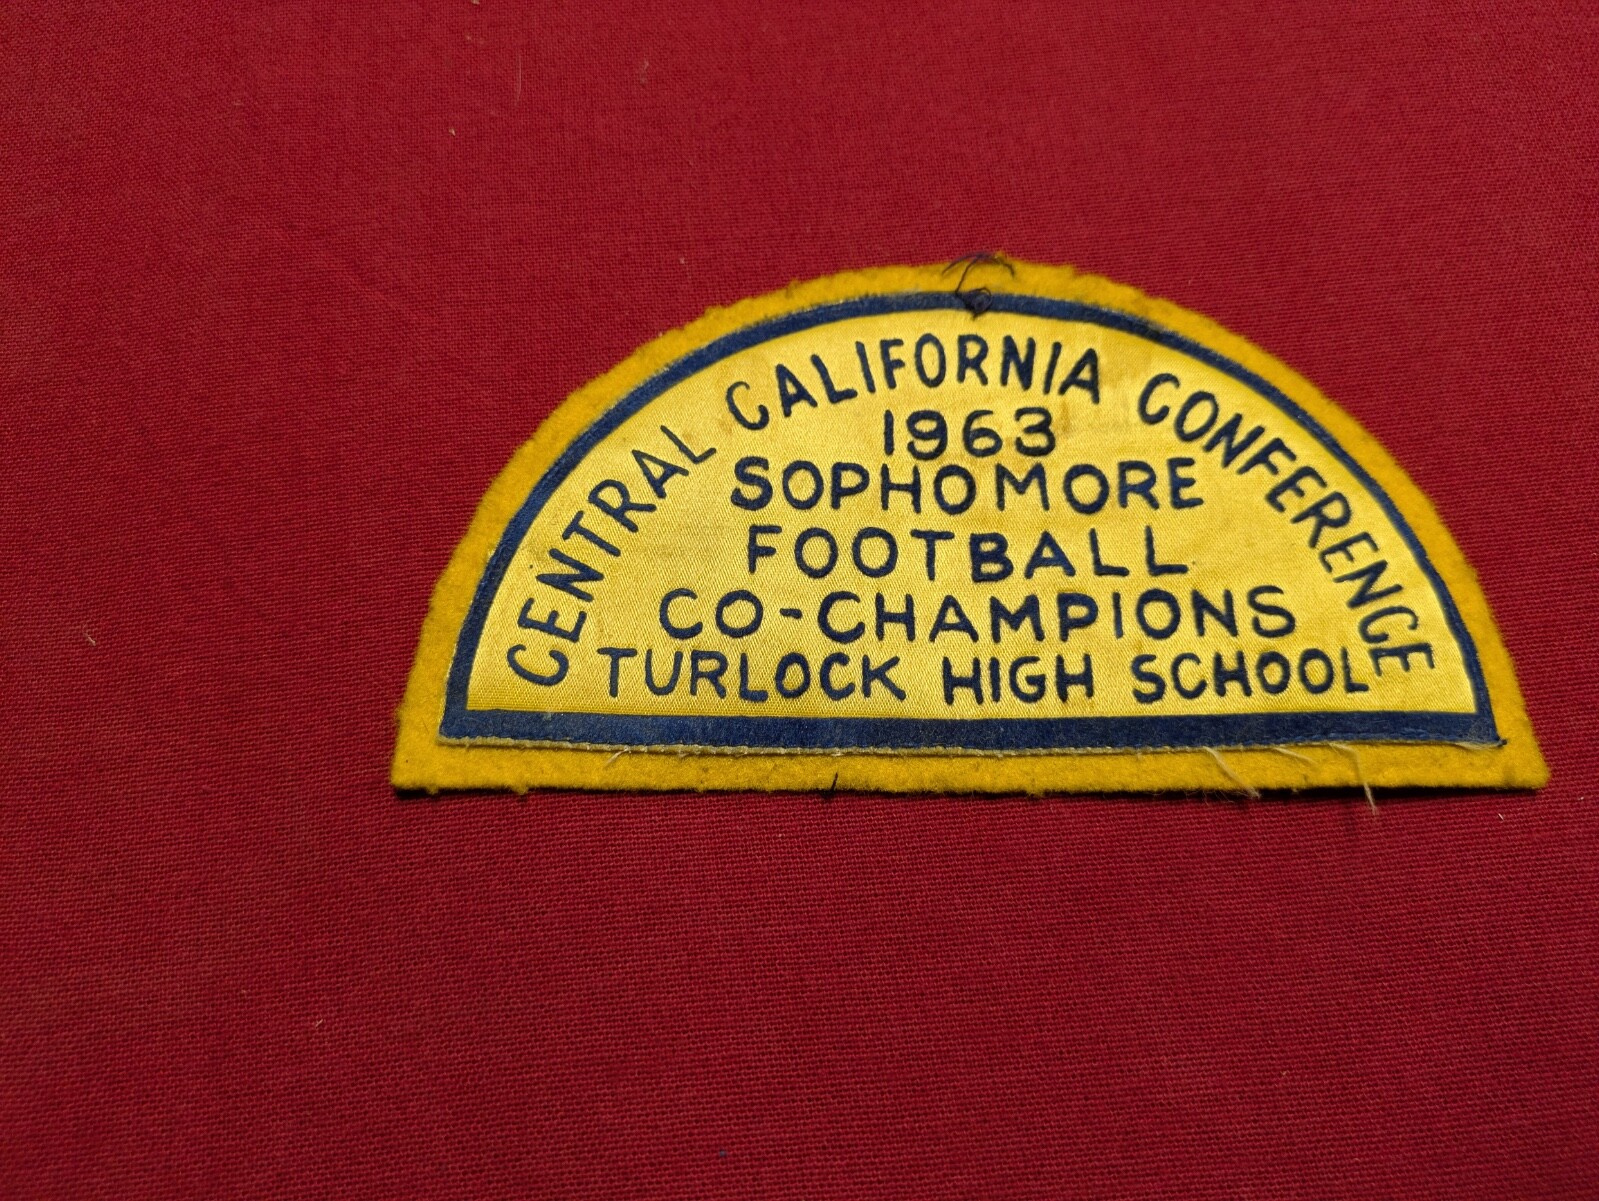 CENTRAL CALIFORNIA CONFERENCE
1963
SOPHOMORE
FOOTBALL
CO-CHAMPIONS
TURLOCK HIGH SCHOOL